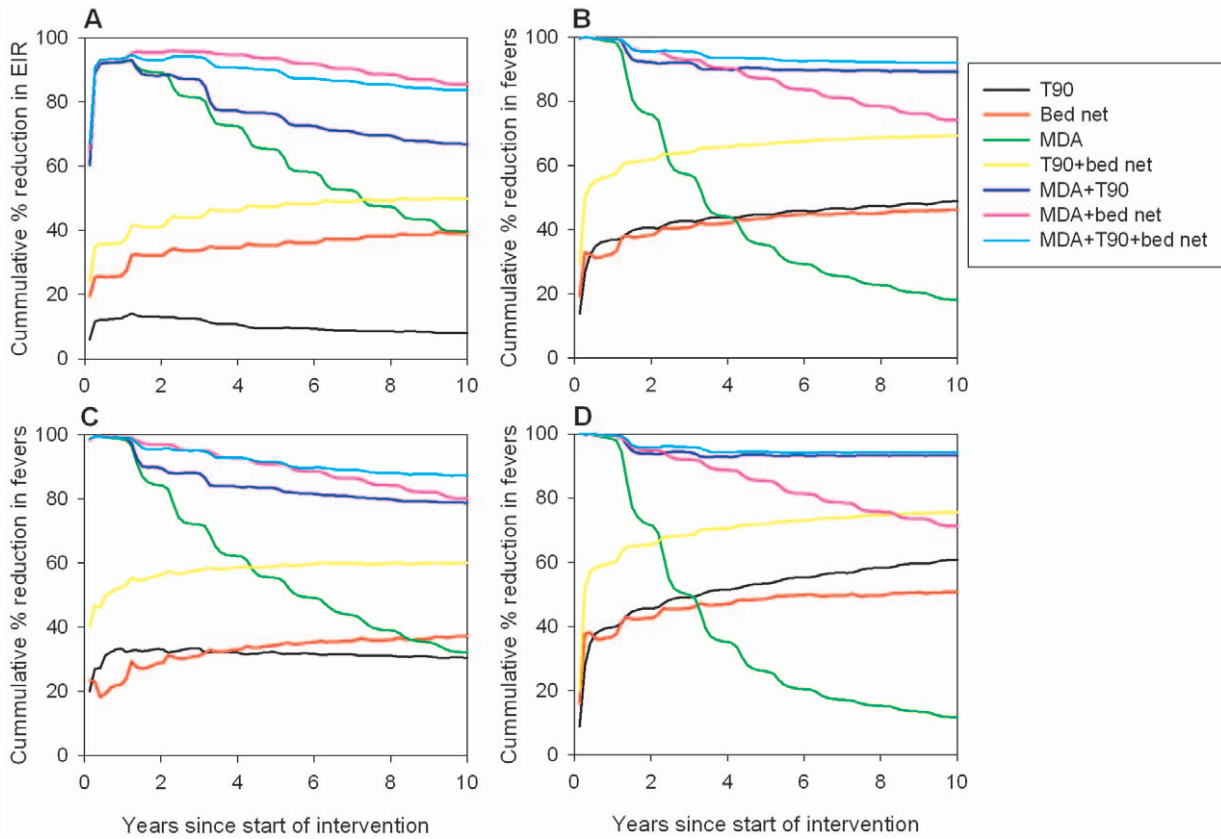 A
B
Cummulative % reduction in EIR
100
80
60
40
20
0
0 2 4 6 8 10
Cummulative % reduction in fevers
100
80
60
40
20
0
0 2 4 6 8 10
T90
Bed net
MDA
T90+bed net
MDA+T90
MDA+bed net
MDA+T90+bed net
C
D
Cummulative % reduction in fevers
100
80
60
40
20
0
0 2 4 6 8 10
Years since start of intervention
Cummulative % reduction in fevers
100
80
60
40
20
0
0 2 4 6 8 10
Years since start of intervention